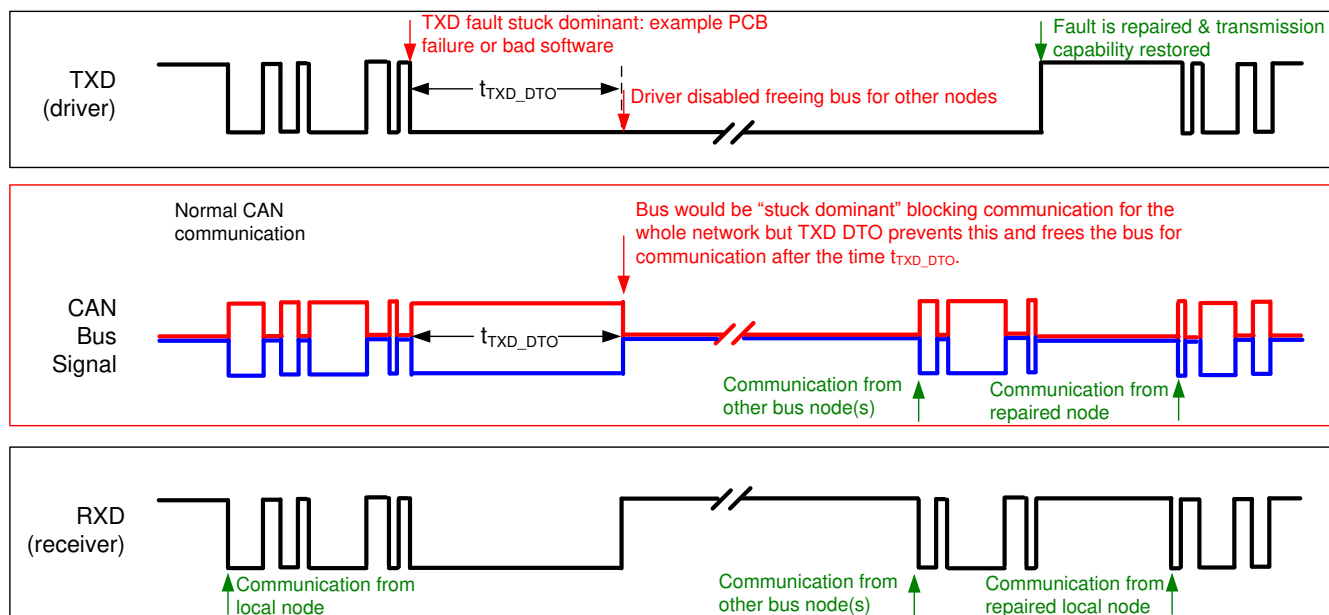 TXD fault stuck dominant: example PCB
failure or bad software
Fault is repaired & transmission
capability restored
TXD
(driver)
tTXD_DTO
Driver disabled freeing bus for other nodes
Normal CAN
communication
Bus would be “stuck dominant” blocking communication for the
whole network but TXD DTO prevents this and frees the bus for
communication after the time tTXD_DTO.
CAN
Bus
Signal
tTXD_DTO
Communication from
other bus node(s)
Communication from
repaired node
RXD
(receiver)
Communication from
local node
Communication from
other bus node(s)
Communication from
repaired local node